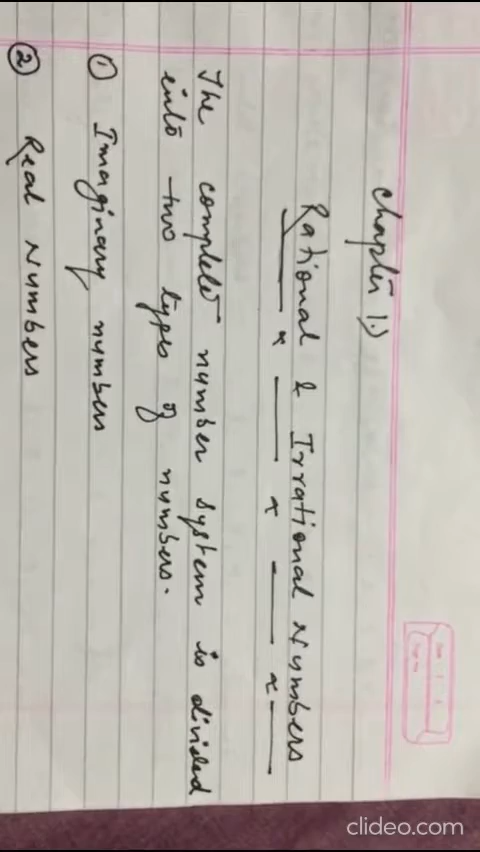 Chapter 1.)
Rational & Irrational Numbers
The complete number system is divided
into two types of numbers.
① Imaginary numbers
② Real Numbers
clideo.com